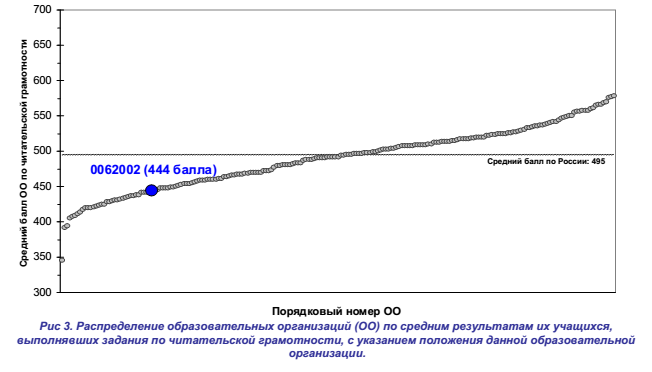 Средний балл ОО по читательской грамотности
700
650
600
550
500
450
400
350
300
0062002 (444 балла)
Средний балл по России: 495
Порядковый номер ОО
Рис 3. Распределение образовательных организаций (ОО) по средним результатам их учащихся,
выполнявших задания по читательской грамотности, с указанием положения данной образовательной
организации.